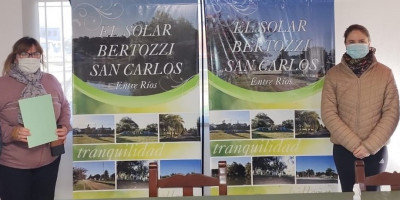 EL SOLAR
BERTOZZI
SAN CARLOS
Entre Ríos
tranquilidad
EL SOLAR
BERTOZZI
SAN CARLOS
Entre Ríos
tranquilidad